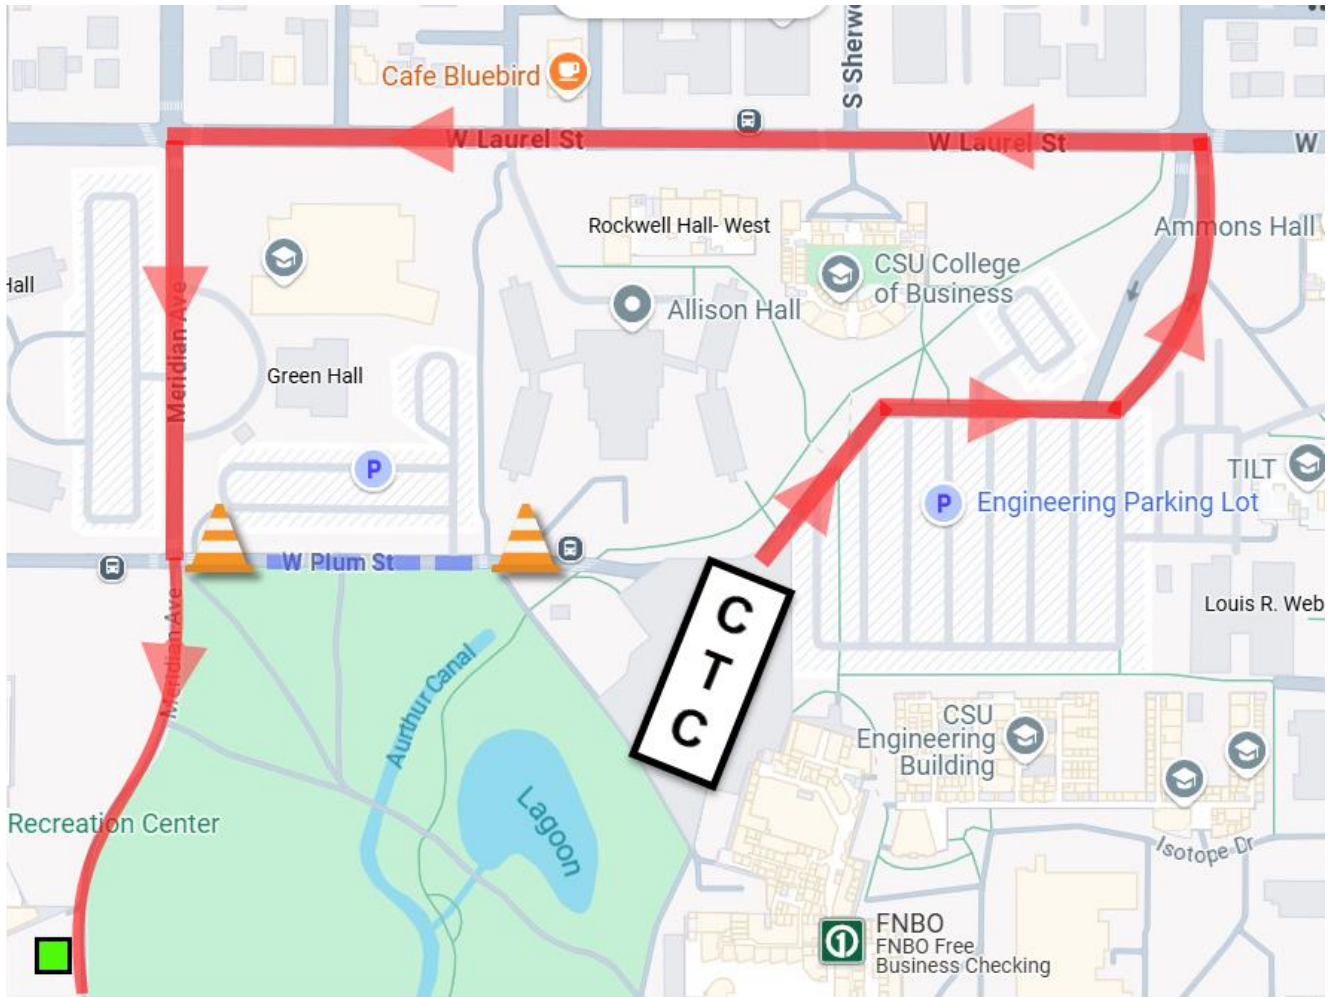 S Sherwo
Cafe Bluebird
W Laurel St
W Laurel St
W
Rockwell Hall- West
Ammons Hall
Hall
CSU College
of Business
Allison Hall
Meridian Ave
Green Hall
P
TILT
P
Engineering Parking Lot
W Plum St
Meridian Ave
C
T
C
Louis R. Web
Aurthur Canal
CSU
Engineering
Building
Lagoon
Recreation Center
Isotope Dr
FNBO
FNBO Free
Business Checking